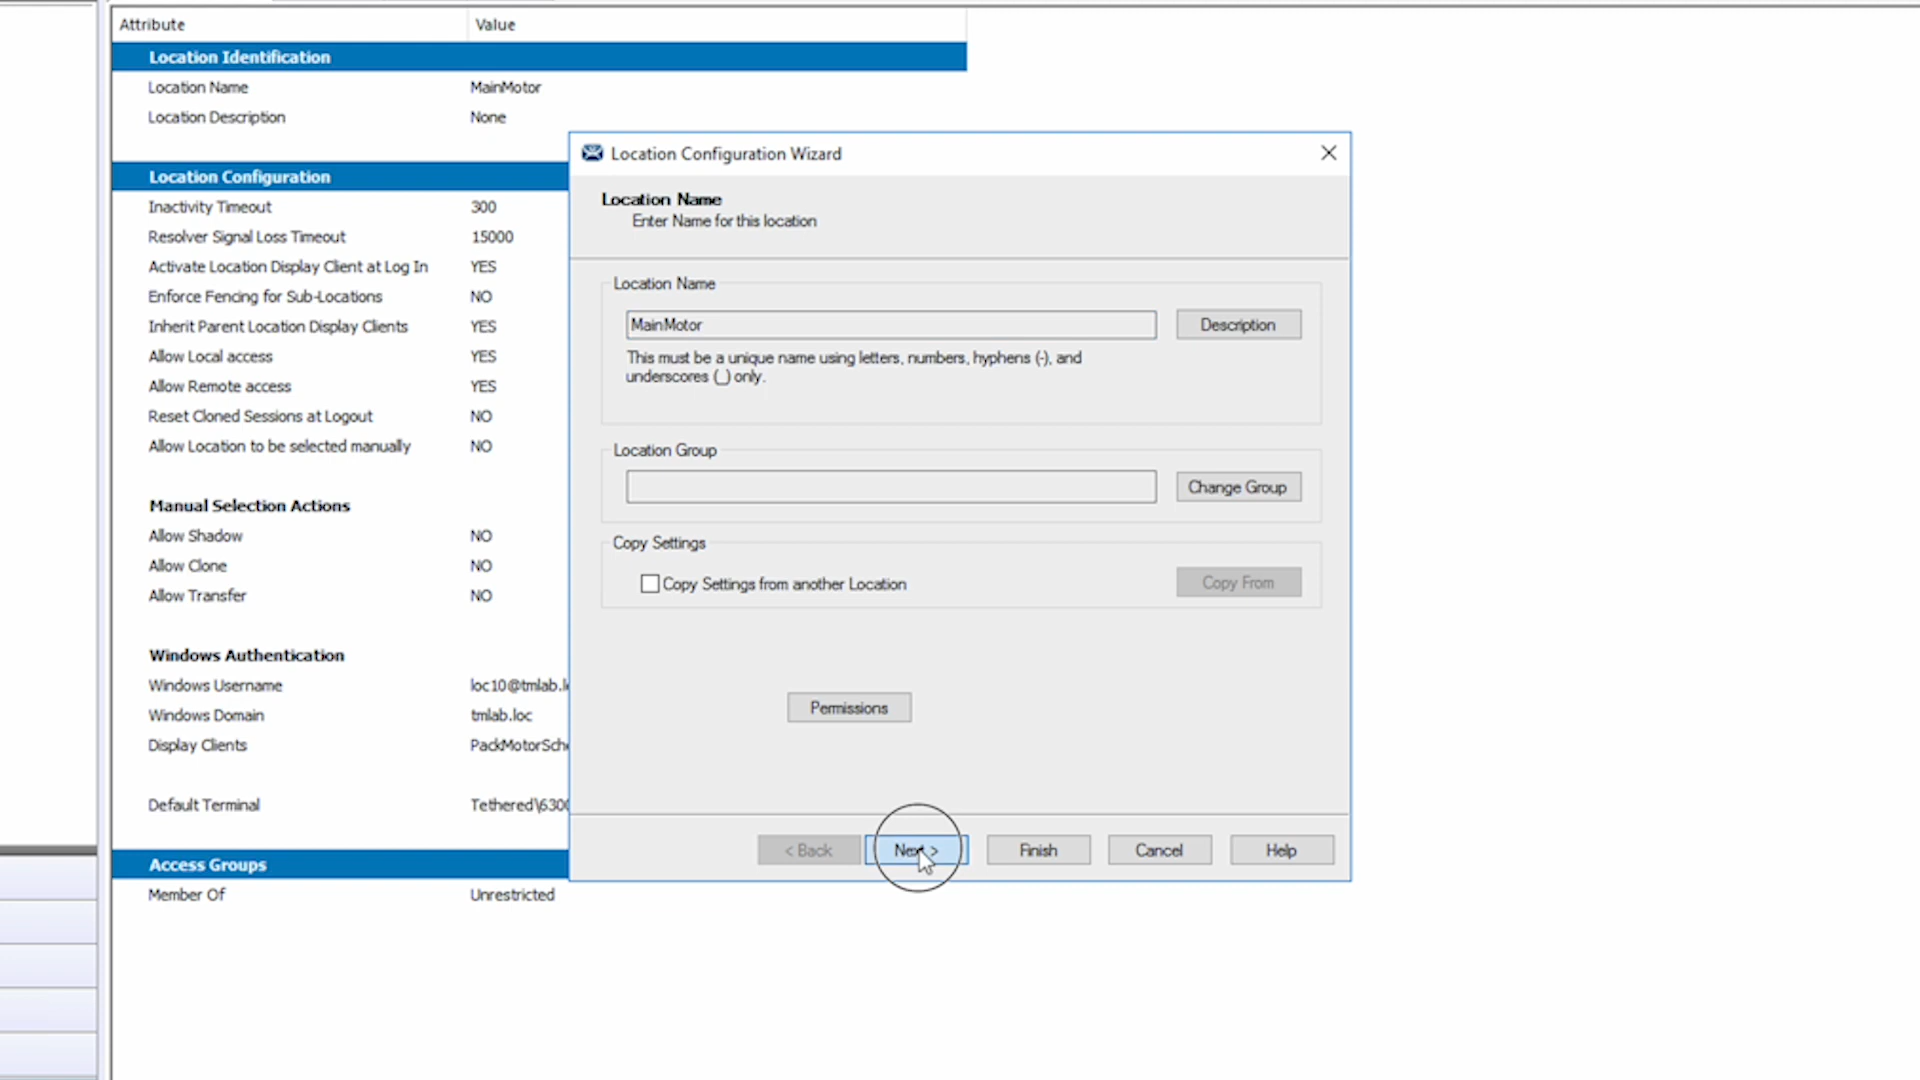 Attribute Value
Location Identification
Location Name MainMotor
Location Description None
Location Configuration
Inactivity Timeout 300
Resolver Signal Loss Timeout 15000
Activate Location Display Client at Log In YES
Enforce Fencing for Sub-Locations NO
Inherit Parent Location Display Clients YES
Allow Local access YES
Allow Remote access YES
Reset Cloned Sessions at Logout NO
Allow Location to be selected manually NO
Manual Selection Actions
Allow Shadow NO
Allow Clone NO
Allow Transfer NO
Windows Authentication
Windows Username loc10@tmlab.l
Windows Domain tmlab.loc
Display Clients PackMotorSch
Default Terminal Tethered\630
Access Groups
Member Of Unrestricted
Location Configuration Wizard
Location Name
Enter Name for this location
Location Name
MainMotor Description
This must be a unique name using letters, numbers, hyphens (-), and
underscores (_) only.
Location Group
Change Group
Copy Settings
Copy Settings from another Location Copy From
Permissions
< Back Next > Finish Cancel Help